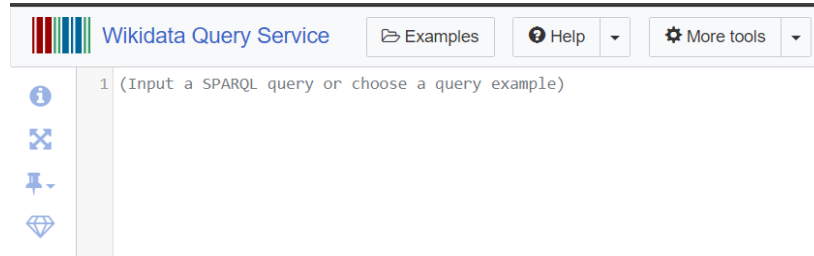 Wikidata Query Service Examples Help More tools
1 (Input a SPARQL query or choose a query example)